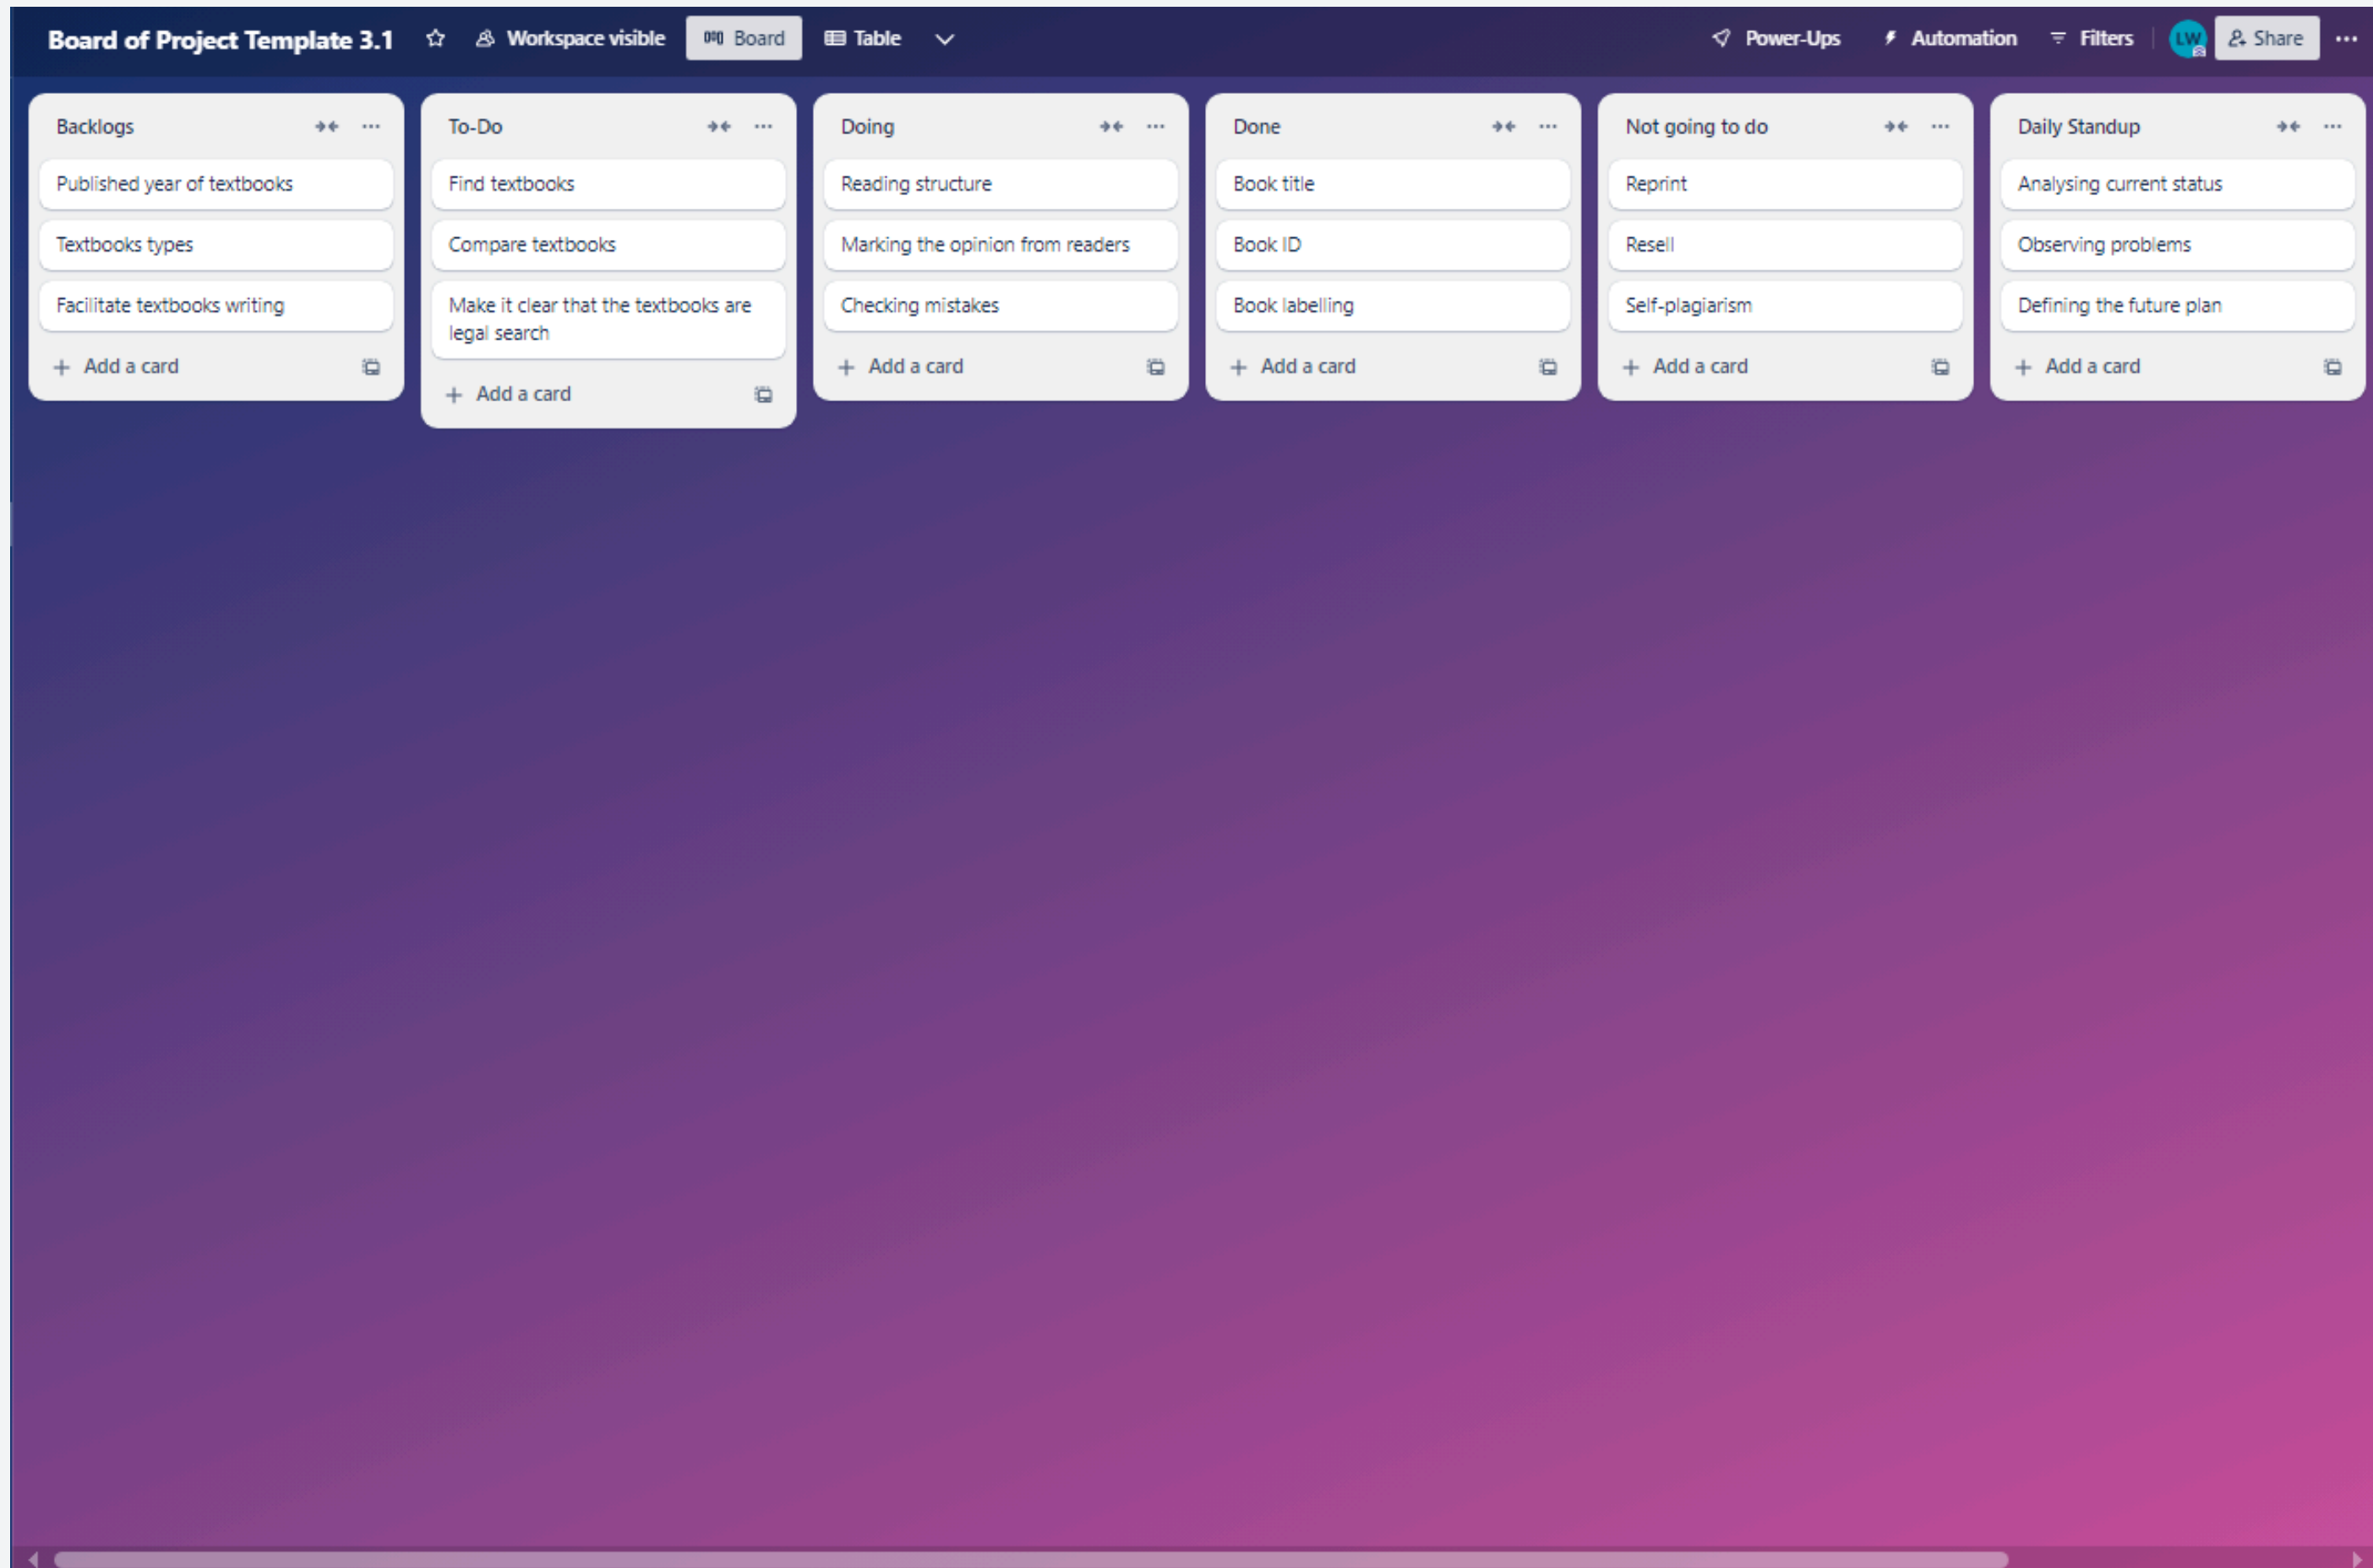 Board of Project Template 3.1 Workspace visible Board Table Power-Ups Automation Filters LW Share
Backlogs
Published year of textbooks
Textbooks types
Facilitate textbooks writing
Add a card
To-Do
Find textbooks
Compare textbooks
Make it clear that the textbooks are
legal search
Add a card
Doing
Reading structure
Marking the opinion from readers
Checking mistakes
Add a card
Done
Book title
Book ID
Book labelling
Add a card
Not going to do
Reprint
Resell
Self-plagiarism
Add a card
Daily Standup
Analysing current status
Observing problems
Defining the future plan
Add a card